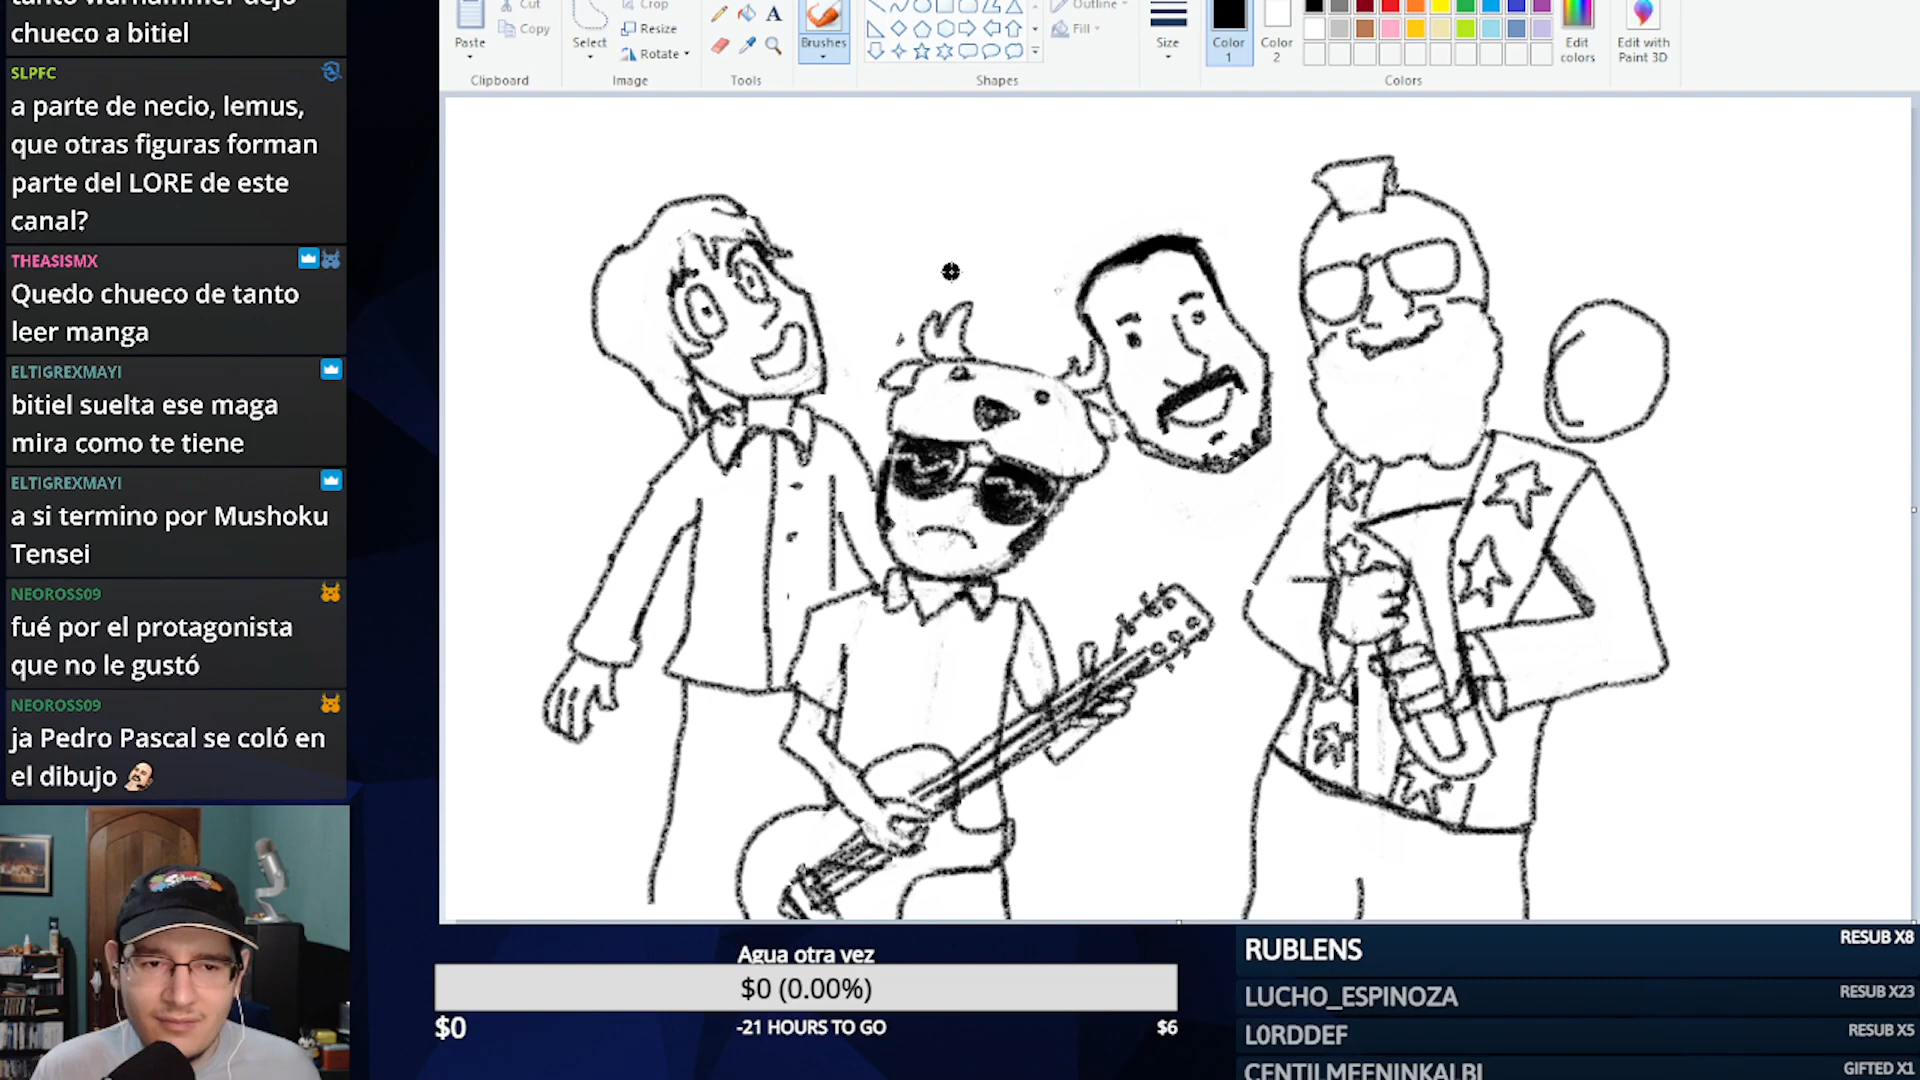 tanto warhammer dejo
chueco a bitiel
SLPFC
a parte de necio, lemus,
que otras figuras forman
parte del LORE de este
canal?
THEASISMX
Quedo chueco de tanto
leer manga
ELTIGREXMAYI
bitiel suelta ese maga
mira como te tiene
ELTIGREXMAYI
a si termino por Mushoku
Tensei
NEOROSS09
fué por el protagonista
que no le gustó
NEOROSS09
ja Pedro Pascal se coló en
el dibujo
Paste
Cut
Copy
Clipboard
Select
Crop
Resize
Rotate
Image
A
Tools
Brushes
Outline
Fill
Shapes
Size
Color
1
Color
2
Edit
colors
Edit with
Paint 3D
Colors
Agua otra vez
$0 (0.00%)
$0
-21 HOURS TO GO
$6
RUBLENS
RESUB X8
LUCHO_ESPINOZA
RESUB X23
L0RDDEF
RESUB X5
CENTILMEENINKALBI
GIFTED X1